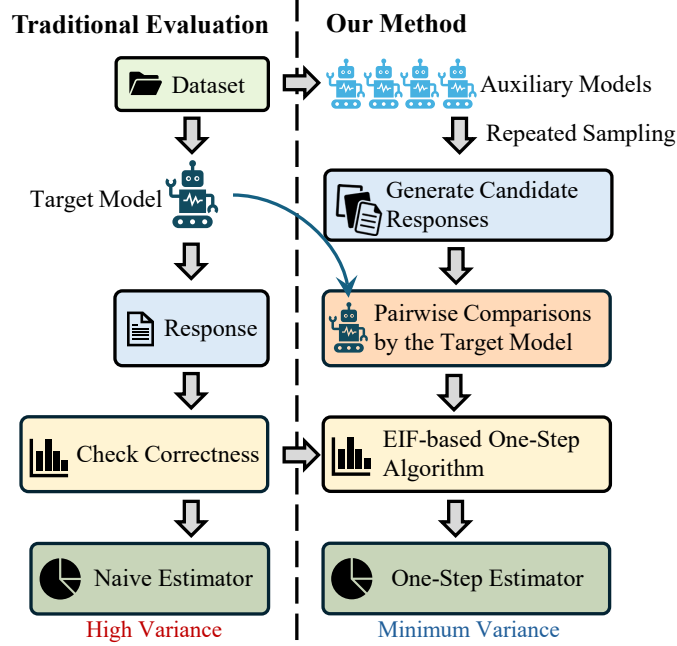 Traditional Evaluation
Our Method
Dataset
Auxiliary Models
Repeated Sampling
Target Model
Generate Candidate
Responses
Response
Pairwise Comparisons
by the Target Model
Check Correctness
EIF-based One-Step
Algorithm
Naive Estimator
One-Step Estimator
High Variance
Minimum Variance